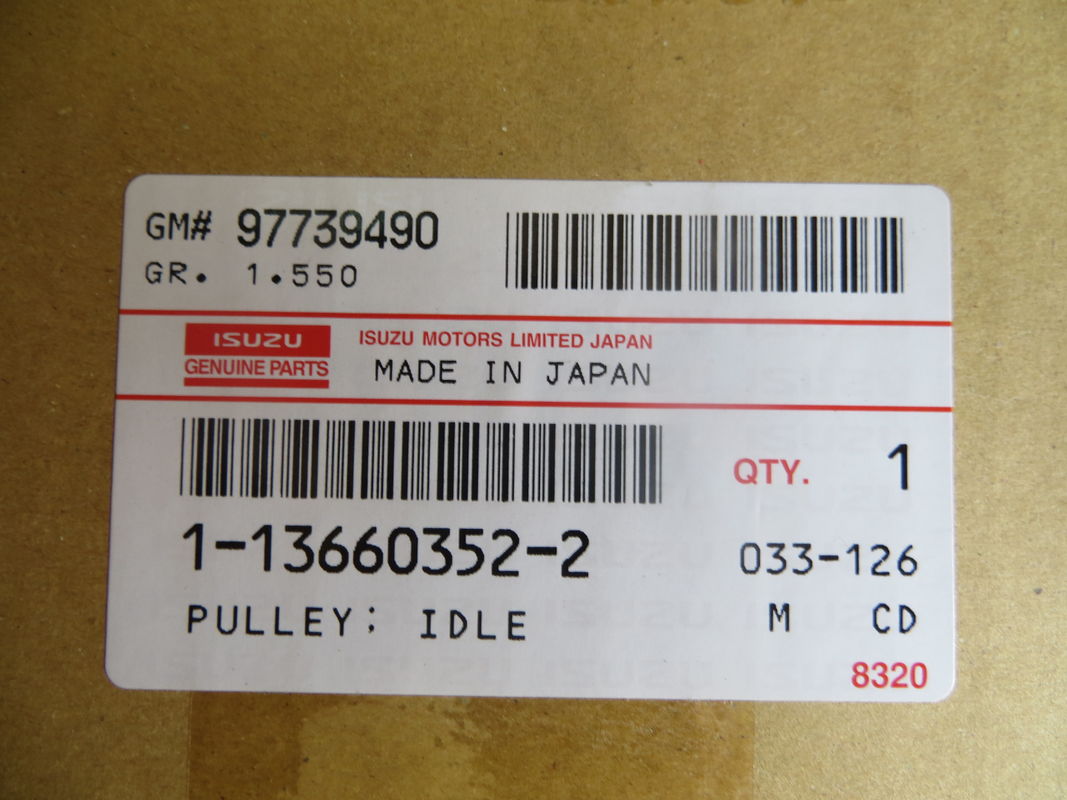 GM# 97739490
GR. 1.550
ISUZU
GENUINE PARTS
ISUZU MOTORS LIMITED JAPAN
MADE IN JAPAN
QTY. 1
1-13660352-2
033-126
PULLEY: IDLE
M CD
8320